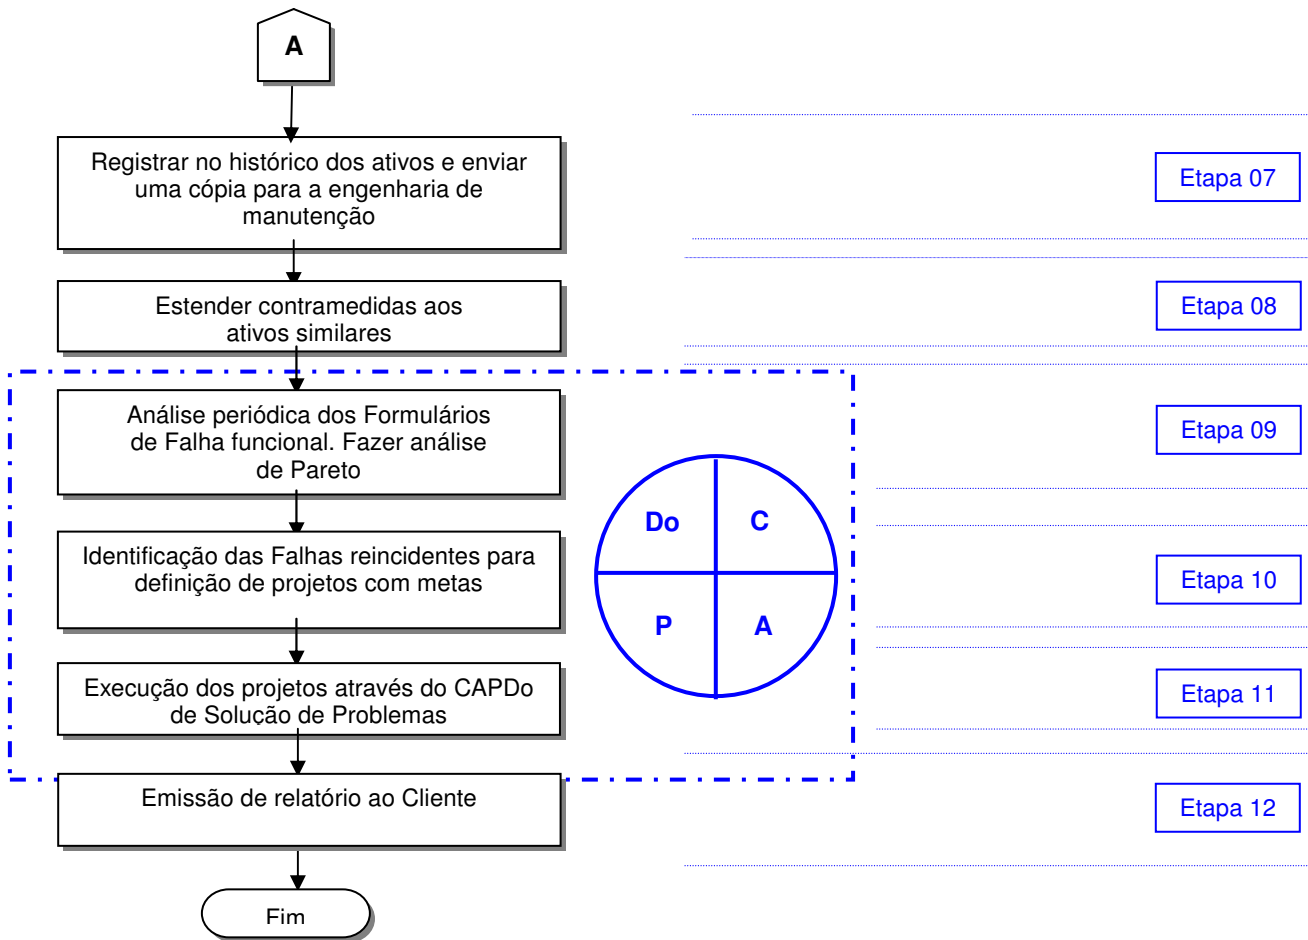 A
Registrar no histórico dos ativos e enviar
uma cópia para a engenharia de
manutenção
Etapa 07
Estender contramedidas aos
ativos similares
Etapa 08
Análise periódica dos Formulários
de Falha funcional. Fazer análise
de Pareto
Etapa 09
Do
C
P
A
Identificação das Falhas reincidentes para
definição de projetos com metas
Etapa 10
Execução dos projetos através do CAPDo
de Solução de Problemas
Etapa 11
Emissão de relatório ao Cliente
Etapa 12
Fim